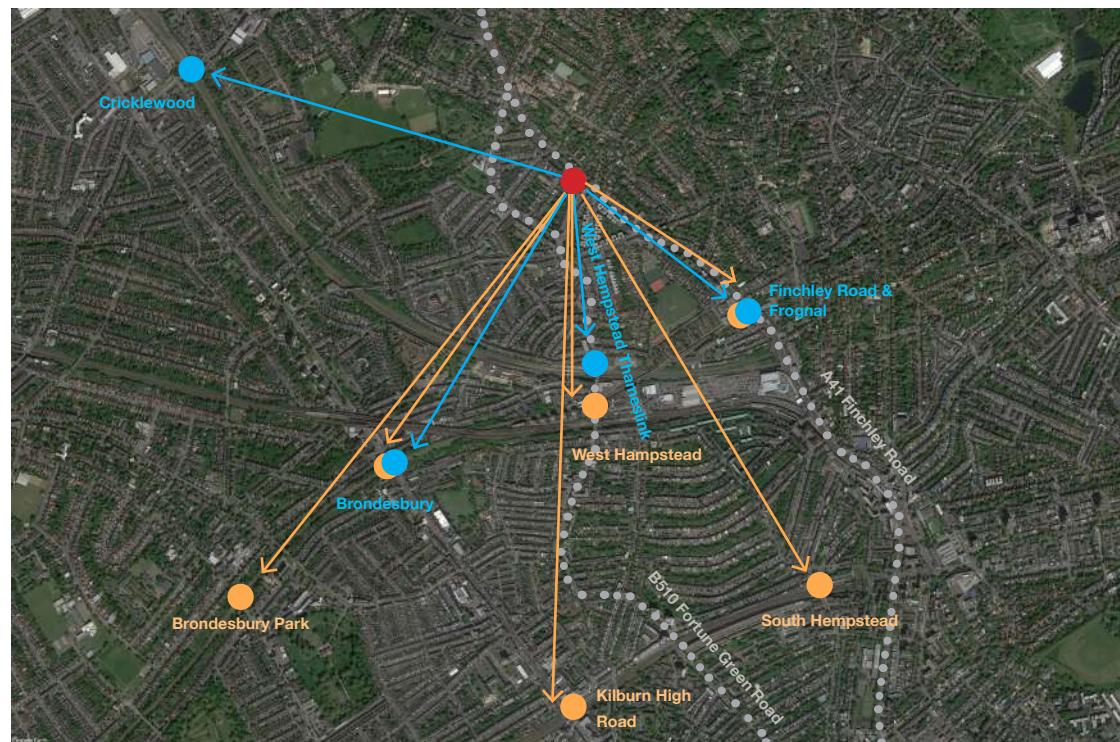 Cricklewood
West Hempstead Thameslink
Finchley Road &
Frognal
A41 Finchley Road
West Hampstead
Brondesbury
B510 Fortune Green Road
Brondesbury Park
South Hempstead
Kilburn High
Road